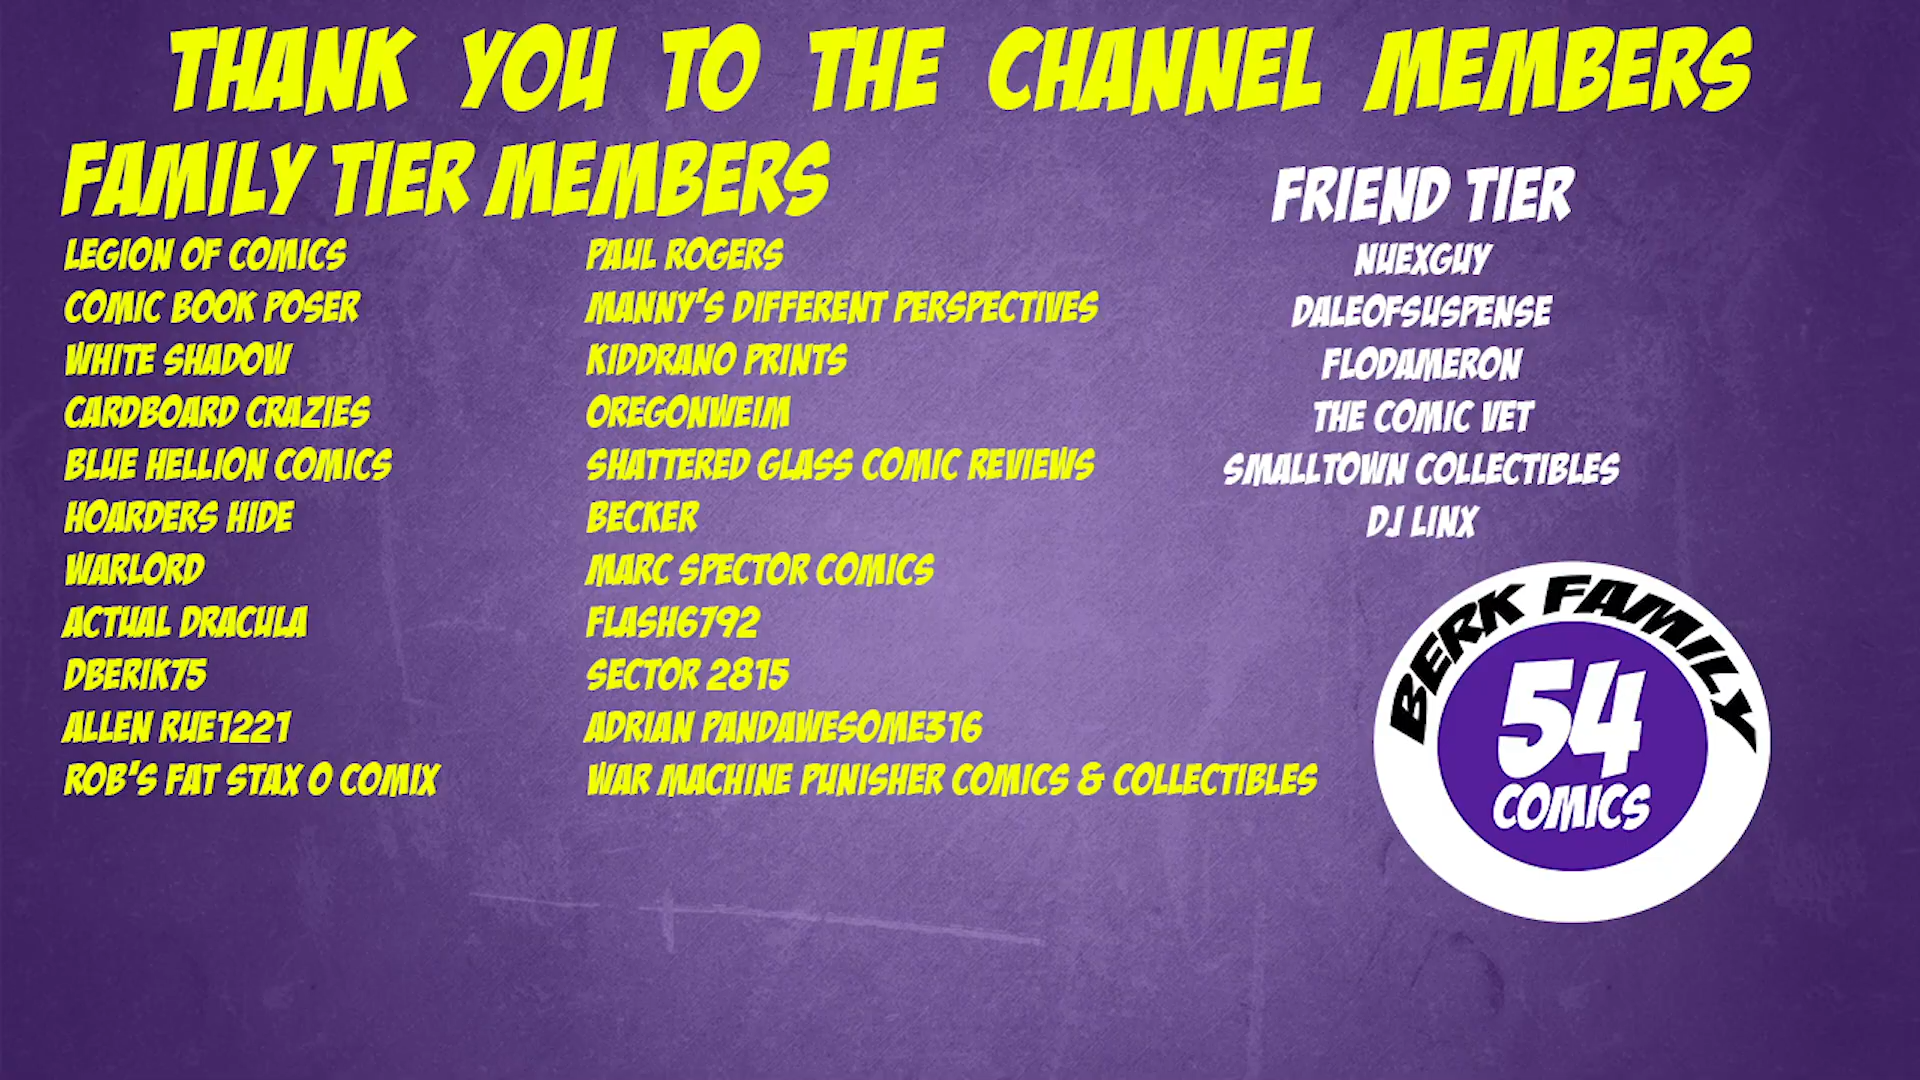 THANK YOU TO THE CHANNEL MEMBERS
FAMILY TIER MEMBERS
LEGION OF COMICS
COMIC BOOK POSER
WHITE SHADOW
CARDBOARD CRAZIES
BLUE HELLION COMICS
HOARDERS HIDE
WARLORD
ACTUAL DRACULA
DBERIK75
ALLEN RUE1221
ROB'S FAT STAX O COMIX
PAUL ROGERS
MANNY'S DIFFERENT PERSPECTIVES
KIDDRANO PRINTS
OREGONWEIM
SHATTERED GLASS COMIC REVIEWS
BECKER
MARC SPECTOR COMICS
FLASH6792
SECTOR 2815
ADRIAN PANDAWESOME316
WAR MACHINE PUNISHER COMICS & COLLECTIBLES
FRIEND TIER
NUEXGUY
DALEOFSUSPENSE
FLODAMERON
THE COMIC VET
SMALLTOWN COLLECTIBLES
DJ LINX
BERK FAMILY
54
COMICS